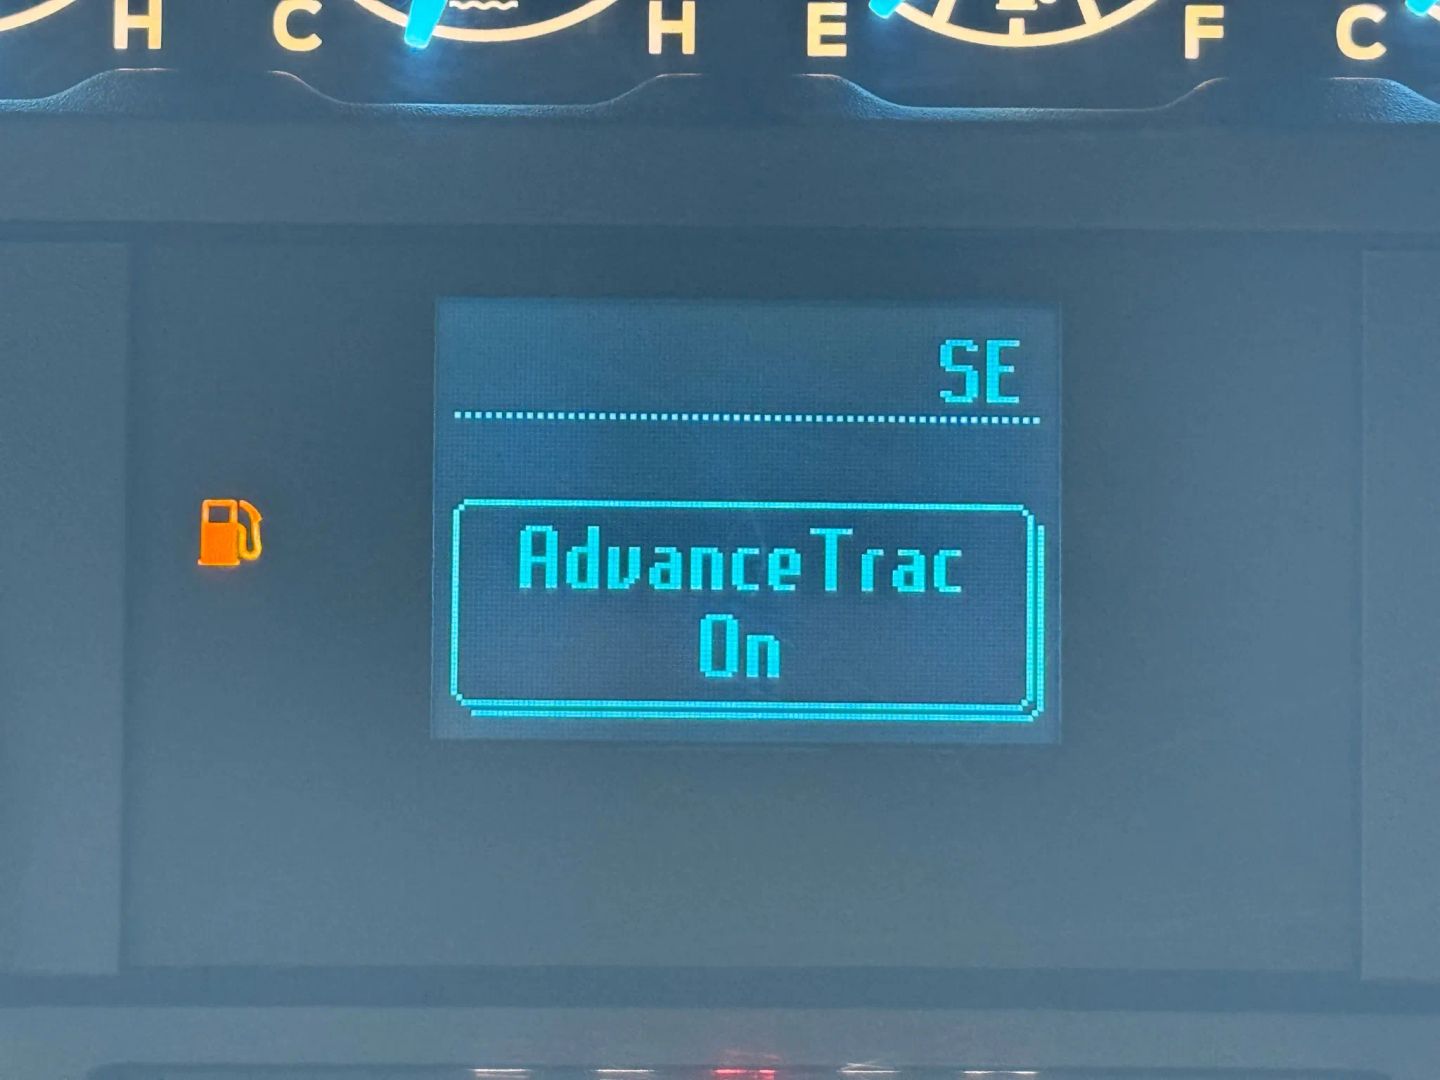 H C H E F C
SE
AdvanceTrac
On